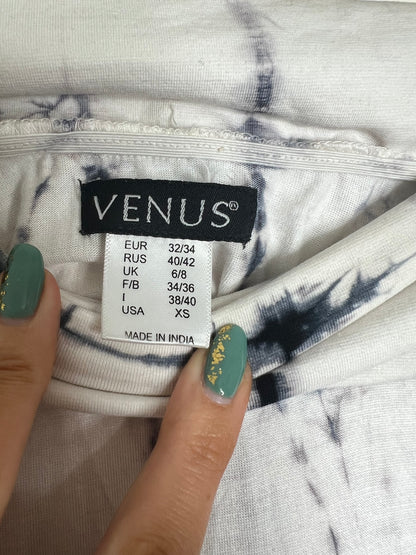 VENUS
EUR 32/34
RUS 40/42
UK 6/8
F/B 34/36
I 38/40
USA XS
MADE IN INDIA